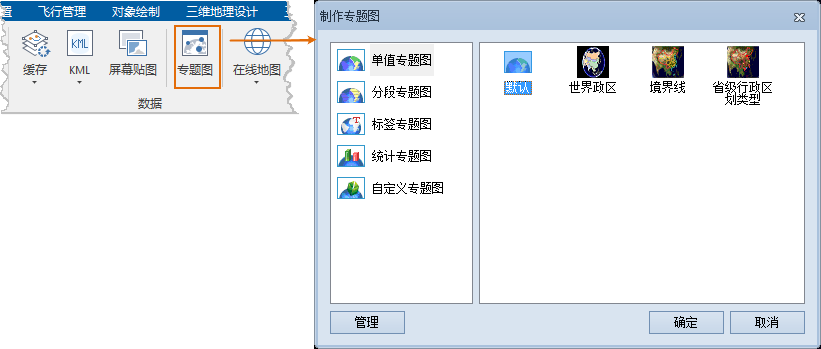 置 飞行管理 对象绘制 三维地理设计
缓存 KML KML 屏幕贴图 专题图 在线地图
数据
制作专题图
单值专题图
分段专题图
T 标签专题图
统计专题图
自定义专题图
默认 世界政区 境界线 省级行政区
划类型
管理 确定 取消